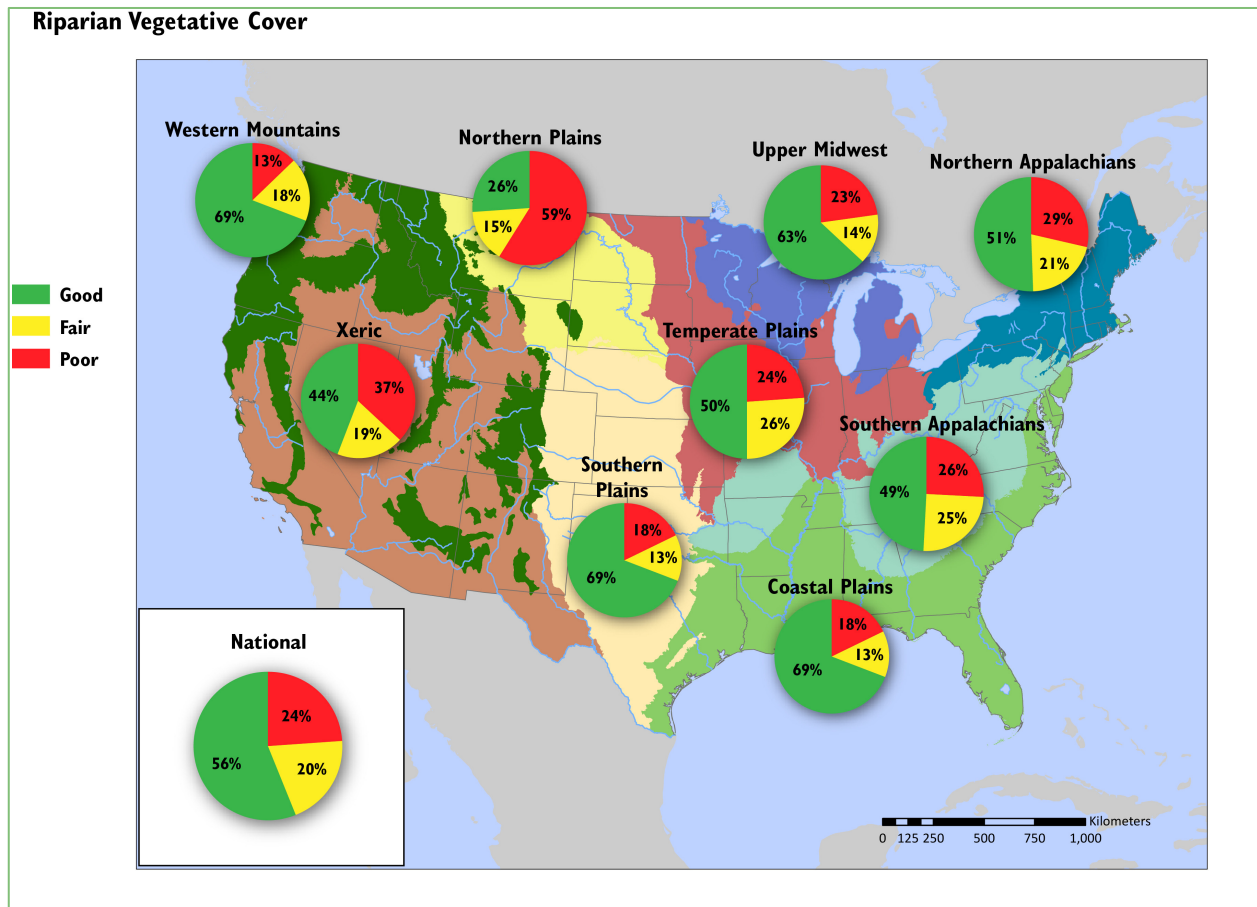 Riparian Vegetative Cover
Good
Fair
Poor
Western Mountains
13%
18%
69%
Northern Plains
26%
59%
15%
Upper Midwest
23%
14%
63%
Northern Appalachians
29%
51%
21%
Xeric
44%
37%
19%
Temperate Plains
24%
50%
26%
Southern Appalachians
26%
49%
25%
Southern
Plains
18%
13%
69%
Coastal Plains
18%
13%
69%
National
24%
56%
20%
Kilometers
0 125 250 500 750 1,000